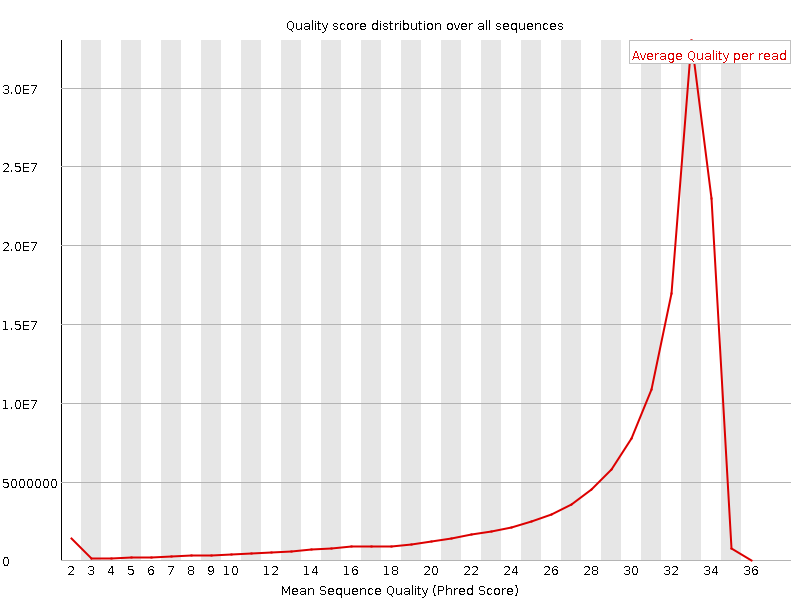 Quality score distribution over all sequences
Average Quality per read
3.0E7
2.5E7
2.0E7
1.5E7
1.0E7
5000000
0
2 3 4 5 6 7 8 9 10 12 14 16 18 20 22 24 26 28 30 32 34 36
Mean Sequence Quality (Phred Score)